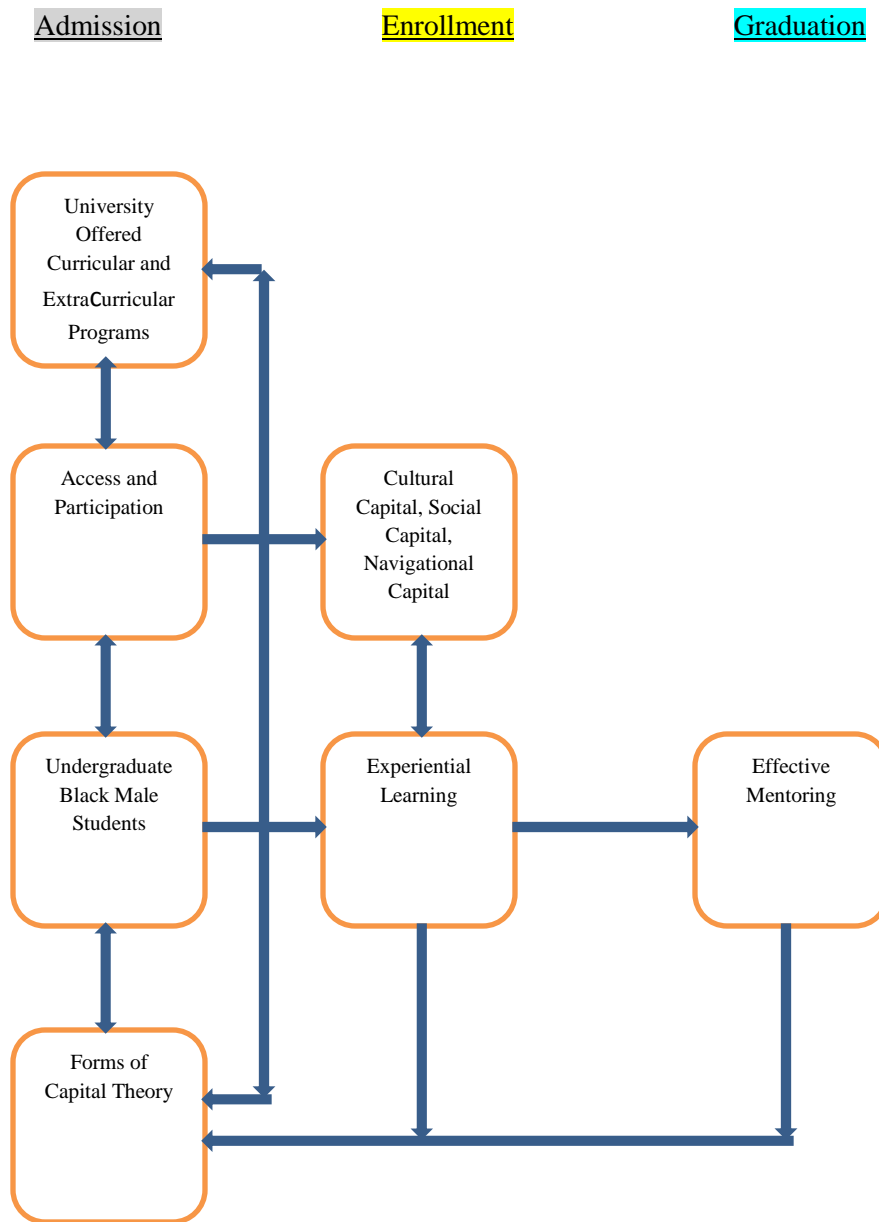 Admission Enrollment Graduation
University
Offered
Curricular and
ExtraCurricular
Programs
Access and
Participation
Cultural
Capital, Social
Capital,
Navigational
Capital
Undergraduate
Black Male
Students
Experiential
Learning
Effective
Mentoring
Forms of
Capital Theory